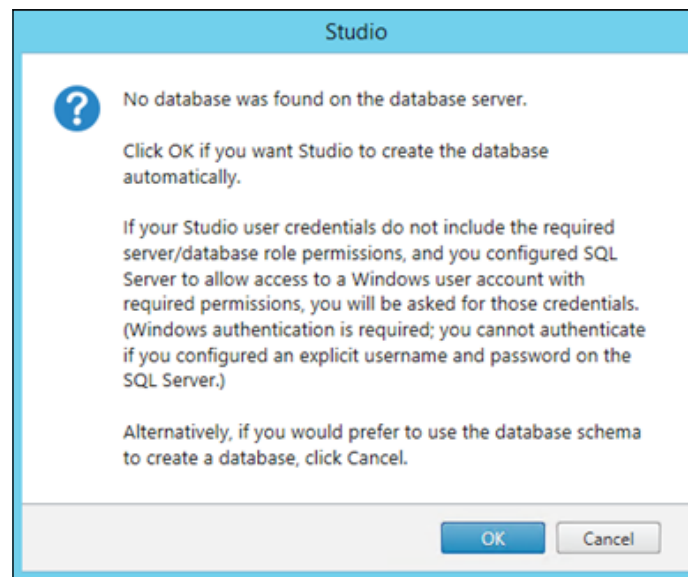 Studio
No database was found on the database server.
Click OK if you want Studio to create the database
automatically.
If your Studio user credentials do not include the required
server/database role permissions, and you configured SQL
Server to allow access to a Windows user account with
required permissions, you will be asked for those credentials.
(Windows authentication is required; you cannot authenticate
if you configured an explicit username and password on the
SQL Server.)
Alternatively, if you would prefer to use the database schema
to create a database, click Cancel.
OK
Cancel